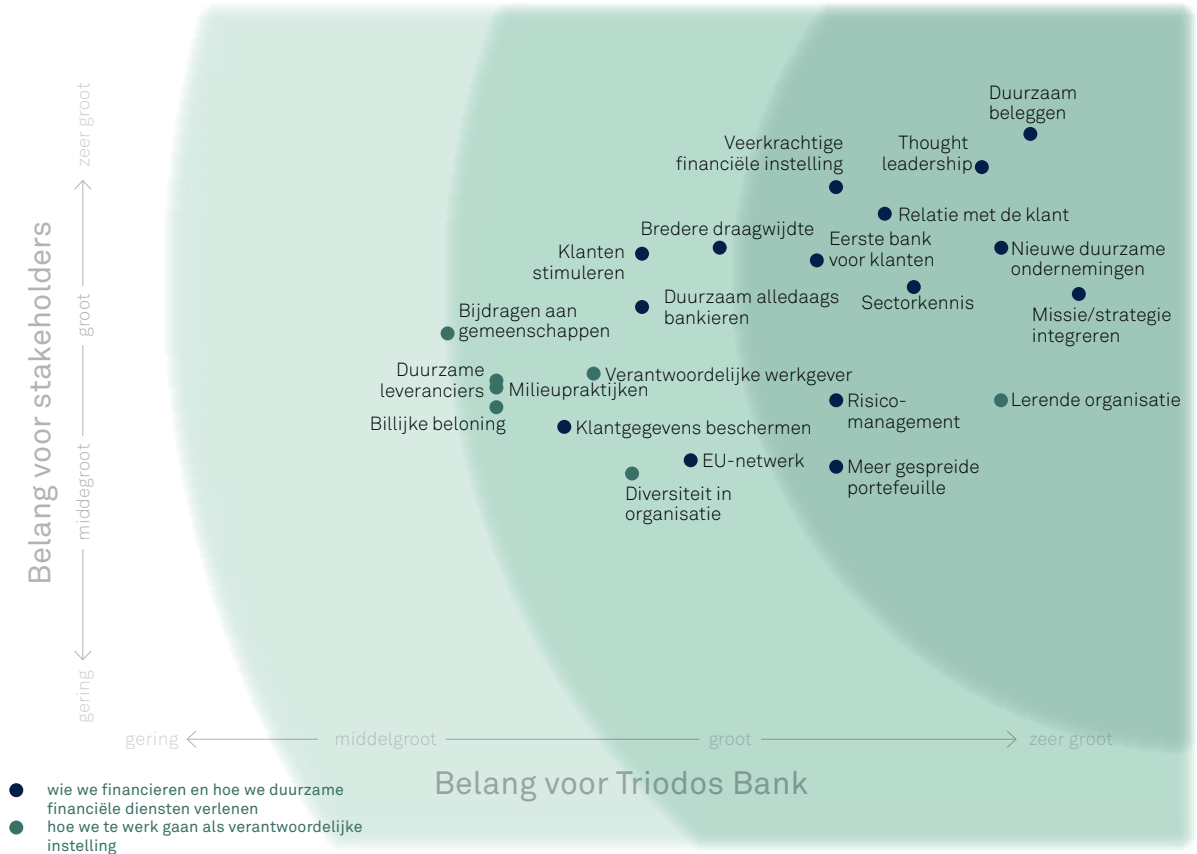 Duurzaam
beleggen
Veerkrachtige
financiële instelling
Thought
leadership
Relatie met de klant
Bredere draagwijdte
Eerste bank
voor klanten
Nieuwe duurzame
ondernemingen
Klanten
stimuleren
Sectorkennis
Missie/strategie
integreren
Duurzaam alledaags
bankieren
Bijdragen aan
gemeenschappen
Duurzame
leveranciers
Milieupraktijken
Verantwoordelijke werkgever
Billijke beloning
Klantgegevens beschermen
Risico-
management
Lerende organisatie
EU-netwerk
Meer gespreide
portefeuille
Diversiteit in
organisatie
Belang voor stakeholders
zeer groot
groot
middegroot
gering
gering
middelgroot
groot
zeer groot
Belang voor Triodos Bank
wie we financieren en hoe we duurzame
financiële diensten verlenen
hoe we te werk gaan als verantwoordelijke
instelling